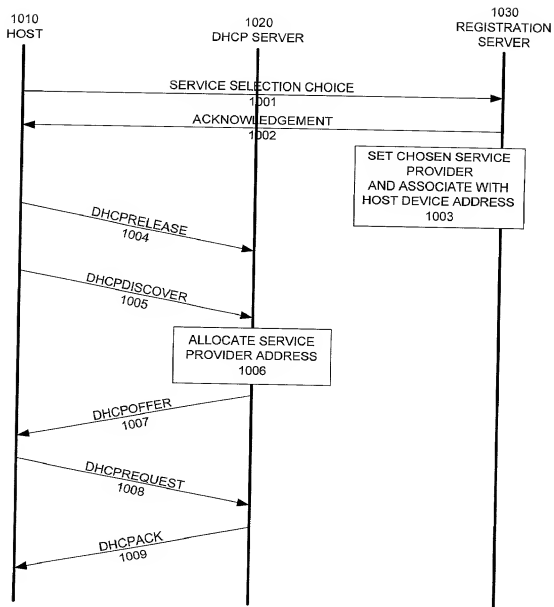 1010
HOST
1020
DHCP SERVER
1030
REGISTRATION
SERVER
SERVICE SELECTION CHOICE
1001
ACKNOWLEDGEMENT
1002
SET CHOSEN SERVICE
PROVIDER
AND ASSOCIATE WITH
HOST DEVICE ADDRESS
1003
DHCPRELEASE
1004
DHCPDISCOVER
1005
ALLOCATE SERVICE
PROVIDER ADDRESS
1006
DHCPOFFER
1007
DHCPREQUEST
1008
DHCPACK
1009